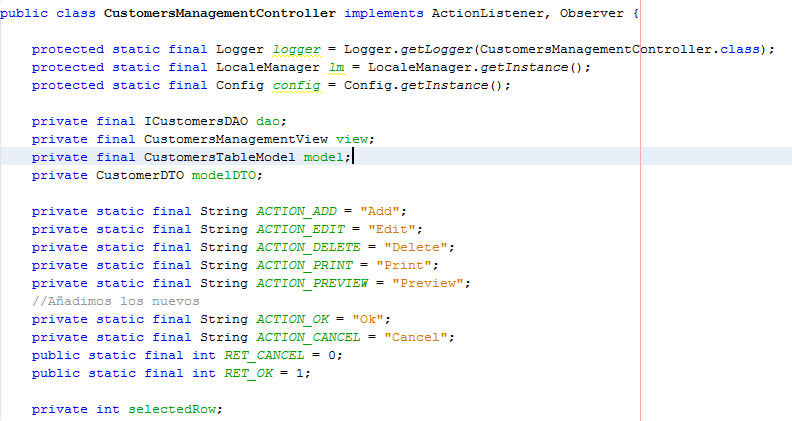 public class CustomersManagementController implements ActionListener, Observer {
protected static final Logger logger = Logger.getLogger(CustomersManagementController.class);
protected static final LocaleManager lm = LocaleManager.getInstance();
protected static final Config config = Config.getInstance();
private final ICustomersDAO dao;
private final CustomersManagementView view;
private final CustomersTableModel model;
private CustomerDTO modelDTO;
private static final String ACTION_ADD = "Add";
private static final String ACTION_EDIT = "Edit";
private static final String ACTION_DELETE = "Delete";
private static final String ACTION_PRINT = "Print";
private static final String ACTION_PREVIEW = "Preview";
//Añadimos los nuevos
private static final String ACTION_OK = "Ok";
private static final String ACTION_CANCEL = "Cancel";
public static final int RET_CANCEL = 0;
public static final int RET_OK = 1;
private int selectedRow;